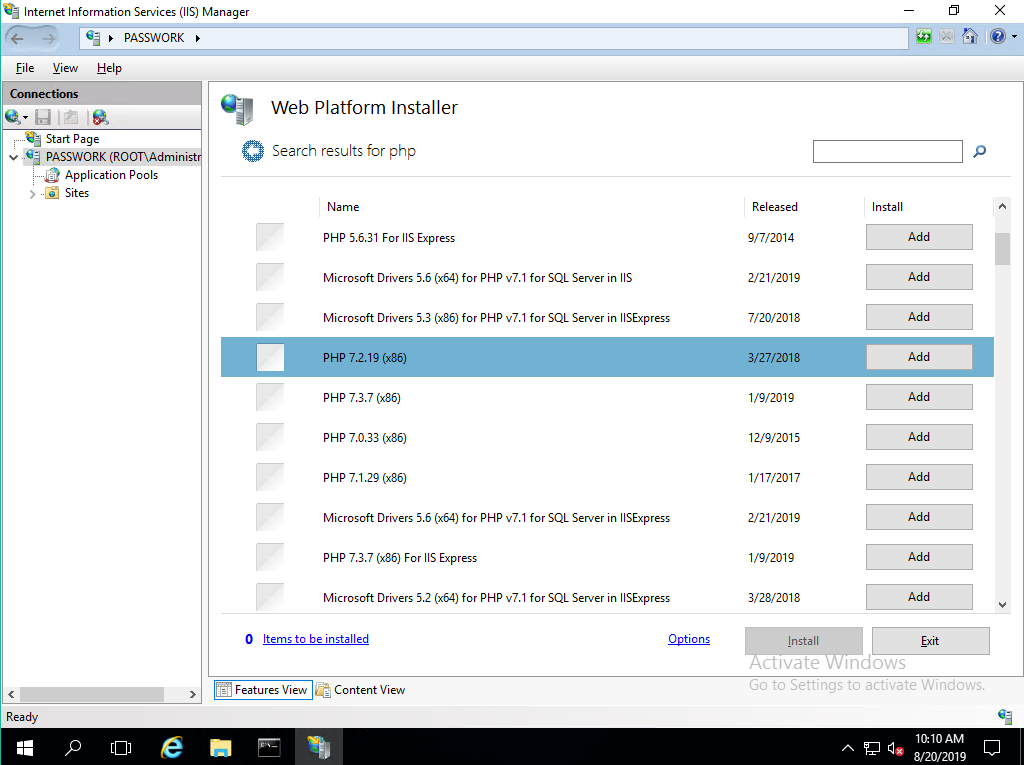 Internet Information Services (IIS) Manager
PASSWORK
File View Help
Connections
Start Page
PASSWORK (ROOT\Administr
Application Pools
Sites
Web Platform Installer
Search results for php
Name Released Install
PHP 5.6.31 For IIS Express 9/7/2014 Add
Microsoft Drivers 5.6 (x64) for PHP v7.1 for SQL Server in IIS 2/21/2019 Add
Microsoft Drivers 5.3 (x86) for PHP v7.1 for SQL Server in IISExpress 7/20/2018 Add
PHP 7.2.19 (x86) 3/27/2018 Add
PHP 7.3.7 (x86) 1/9/2019 Add
PHP 7.0.33 (x86) 12/9/2015 Add
PHP 7.1.29 (x86) 1/17/2017 Add
Microsoft Drivers 5.6 (x64) for PHP v7.1 for SQL Server in IISExpress 2/21/2019 Add
PHP 7.3.7 (x86) For IIS Express 1/9/2019 Add
Microsoft Drivers 5.2 (x64) for PHP v7.1 for SQL Server in IISExpress 3/28/2018 Add
0 Items to be installed Options Install Exit
Activate Windows
Go to Settings to activate Windows.
Features View Content View
Ready
10:10 AM
8/20/2019